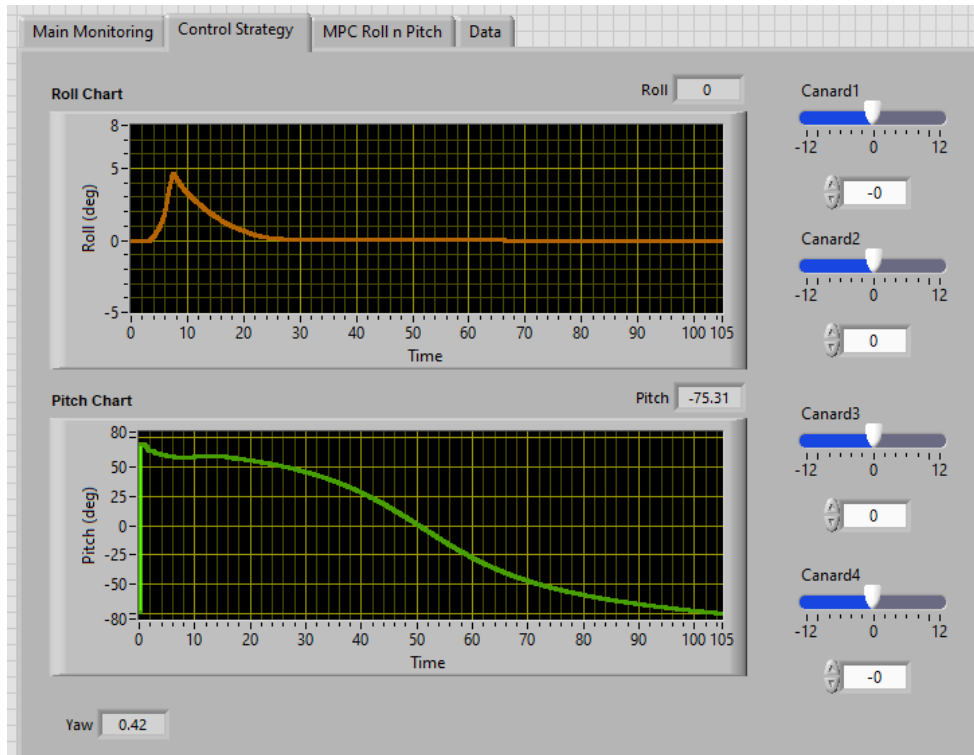 Main Monitoring Control Strategy MPC Roll n Pitch Data
Roll Chart
Roll 0
8
5
0
-5
Roll (deg)
0 10 20 30 40 50 60 70 80 90 100 105
Time
Pitch Chart
Pitch -75.31
80
50
25
0
-25
-50
-80
Pitch (deg)
0 10 20 30 40 50 60 70 80 90 100 105
Time
Yaw 0.42
Canard1
-12 0 12
-0
Canard2
-12 0 12
0
Canard3
-12 0 12
0
Canard4
-12 0 12
-0